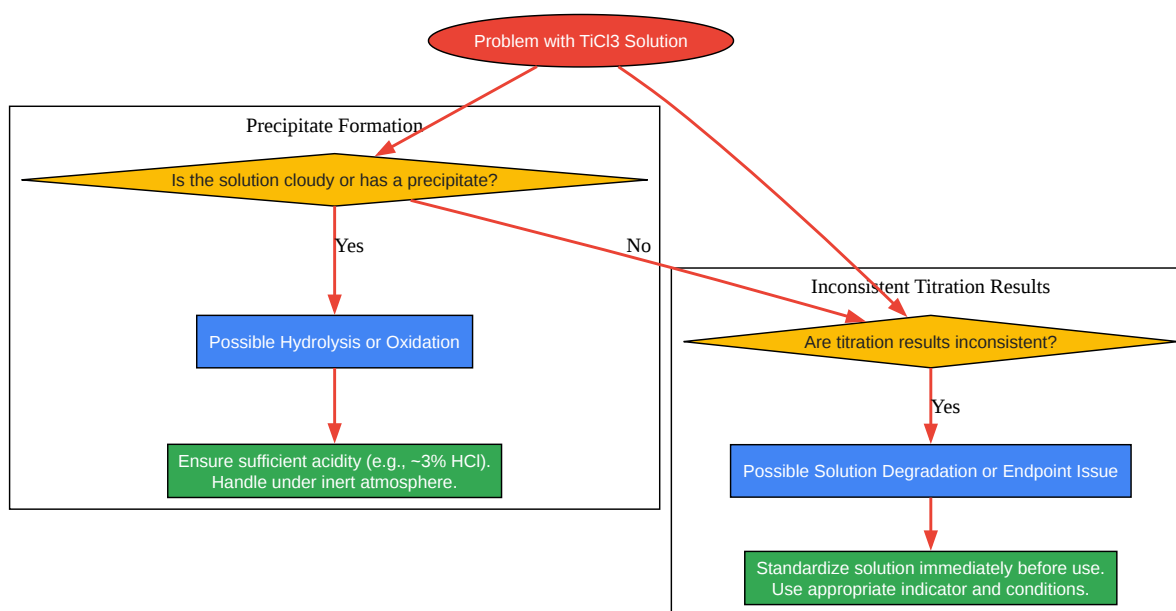 Problem with TiCl3 Solution
Precipitate Formation
Is the solution cloudy or has a precipitate?
Yes
No
Possible Hydrolysis or Oxidation
Ensure sufficient acidity (e.g., ~3% HCl).
Handle under inert atmosphere.
Inconsistent Titration Results
Are titration results inconsistent?
Yes
Possible Solution Degradation or Endpoint Issue
Standardize solution immediately before use.
Use appropriate indicator and conditions.